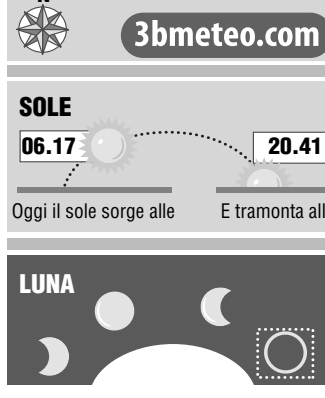 3bmeteo.com
SOLE
06.17
20.41
Oggi il sole sorge alle
E tramonta all
LUNA